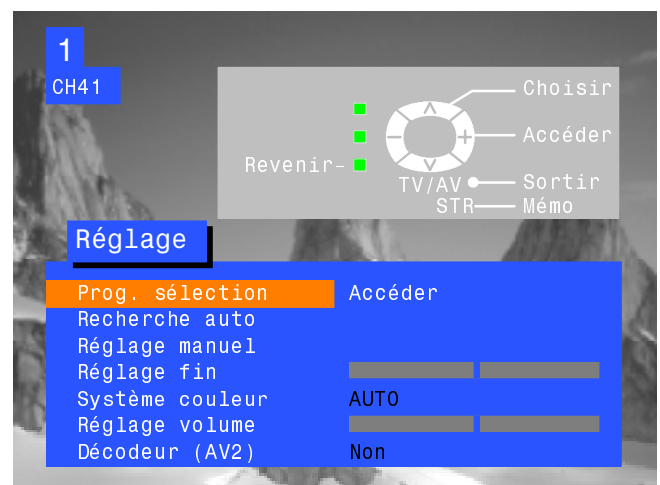 1
CH41
Choisir
Accéder
Revenir-
TV/AV Sortir
STR Mémo
Réglage
Prog. sélection Accéder
Recherche auto
Réglage manuel
Réglage fin
Système couleur AUTO
Réglage volume
Décodeur (AV2) Non